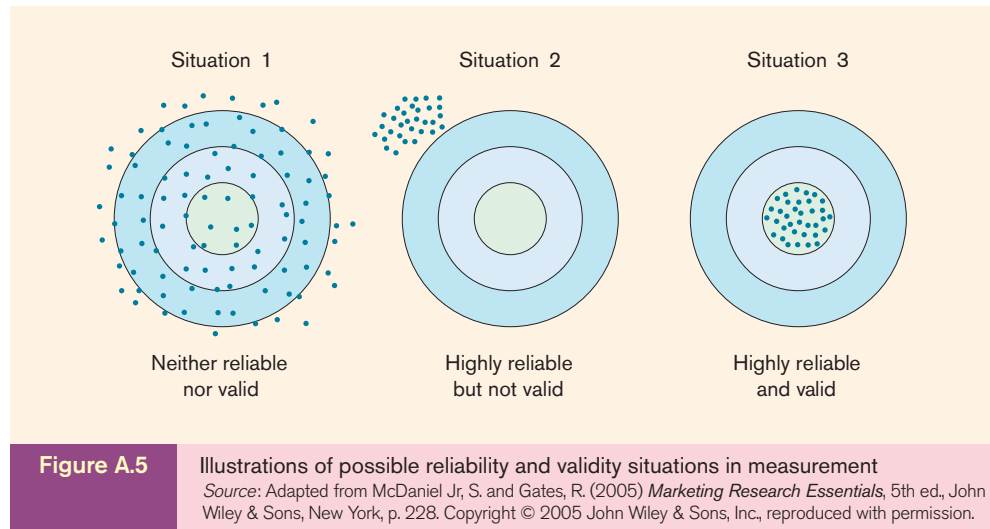 Situation 1
Situation 2
Situation 3
Neither reliable
nor valid
Highly reliable
but not valid
Highly reliable
and valid
Figure A.5
Illustrations of possible reliability and validity situations in measurement
Source: Adapted from McDaniel Jr, S. and Gates, R. (2005) Marketing Research Essentials, 5th ed., John
Wiley & Sons, New York, p. 228. Copyright © 2005 John Wiley & Sons, Inc., reproduced with permission.